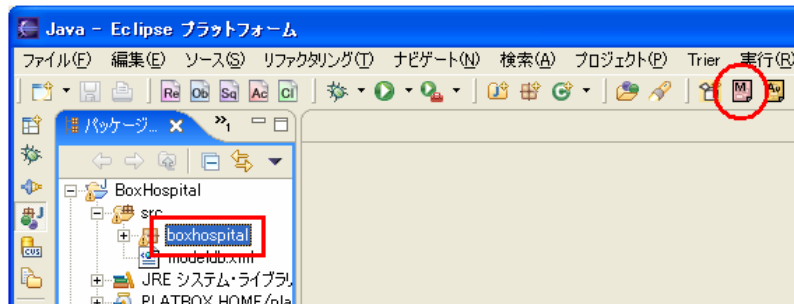 Java - Eclipse プラットフォーム
ファイル(F) 編集(E) ソース(S) リファクタリング(T) ナビゲート(N) 検索(A) プロジェクト(P) Trier 実行(R)
Re Ob Sq Ac Cl M Av
パッケージ... 1
BoxHospital
src
boxhospital
modeldb.xml
JRE システム・ライブラリ
CVS
PLATBOX_HOME/pla